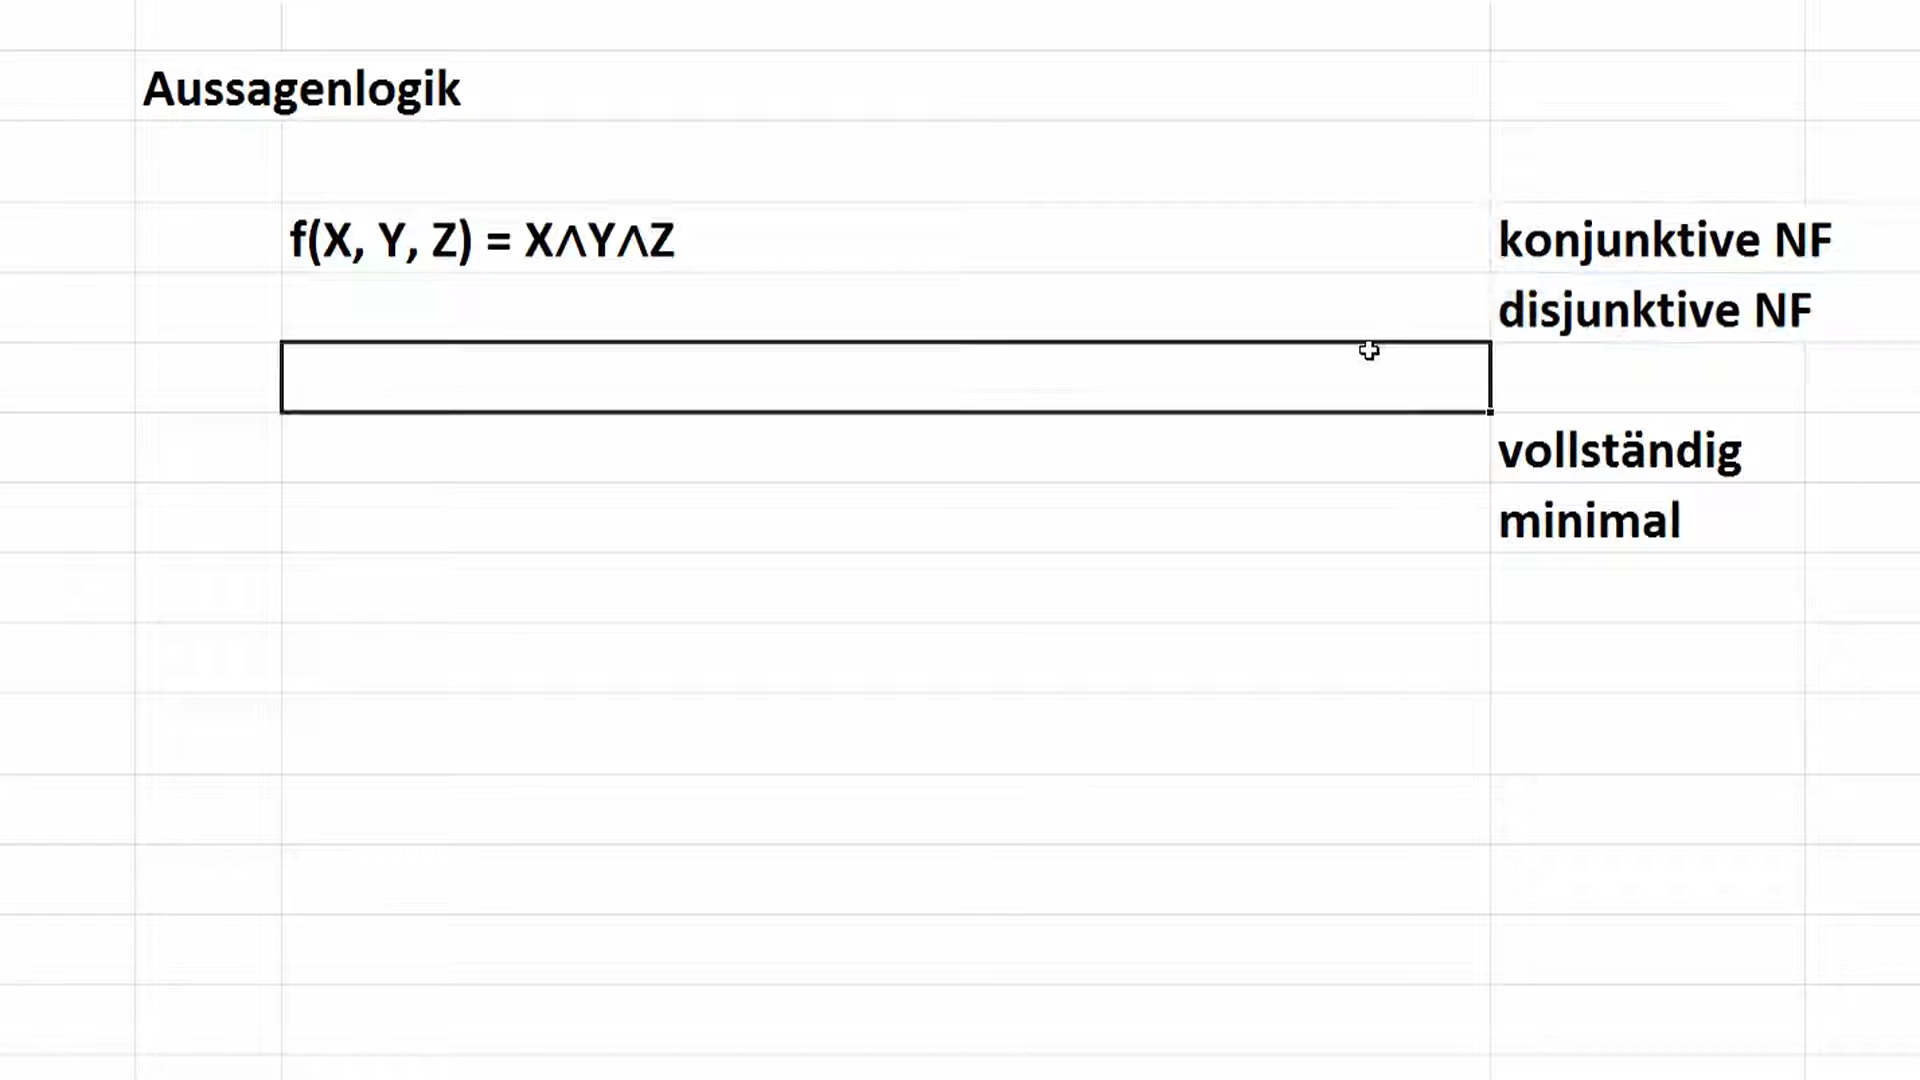 Aussagenlogik
f(X, Y, Z) = X∧Y∧Z
konjunktive NF
disjunktive NF
vollständig
minimal